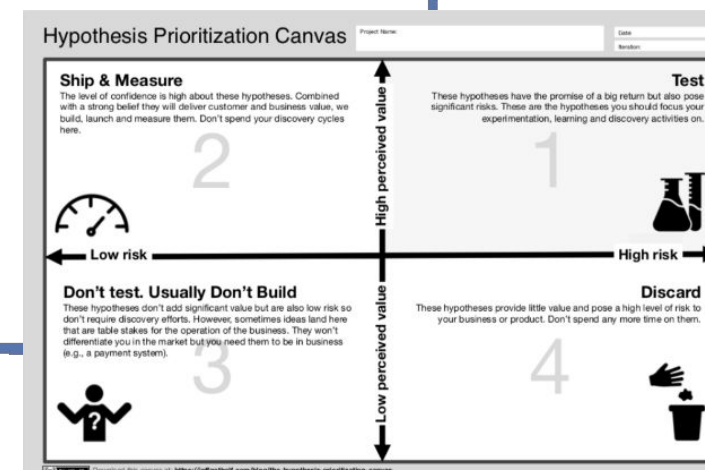 Hypothesis Prioritization Canvas
Project Name:
Date:
Iteration:
Ship & Measure
The level of confidence is high about these hypotheses. Combined
with a strong belief they will deliver customer and business value, we
build, launch and measure them. Don't spend your discovery cycles
here.
2
Test
These hypotheses have the promise of a big return but also pose
significant risks. These are the hypotheses you should focus your
experimentation, learning and discovery activities on.
1
High perceived value
Low risk
High risk
Don't test. Usually Don't Build
These hypotheses don't add significant value but are also low risk so
don't require discovery efforts. However, sometimes ideas land here
that are table stakes for the operation of the business. They won't
differentiate you in the market but you need them to be in business
(e.g., a payment system).
3
?
Low perceived value
Discard
These hypotheses provide little value and pose a high level of risk to
your business or product. Don't spend any more time on them.
4
Download this canvas at: